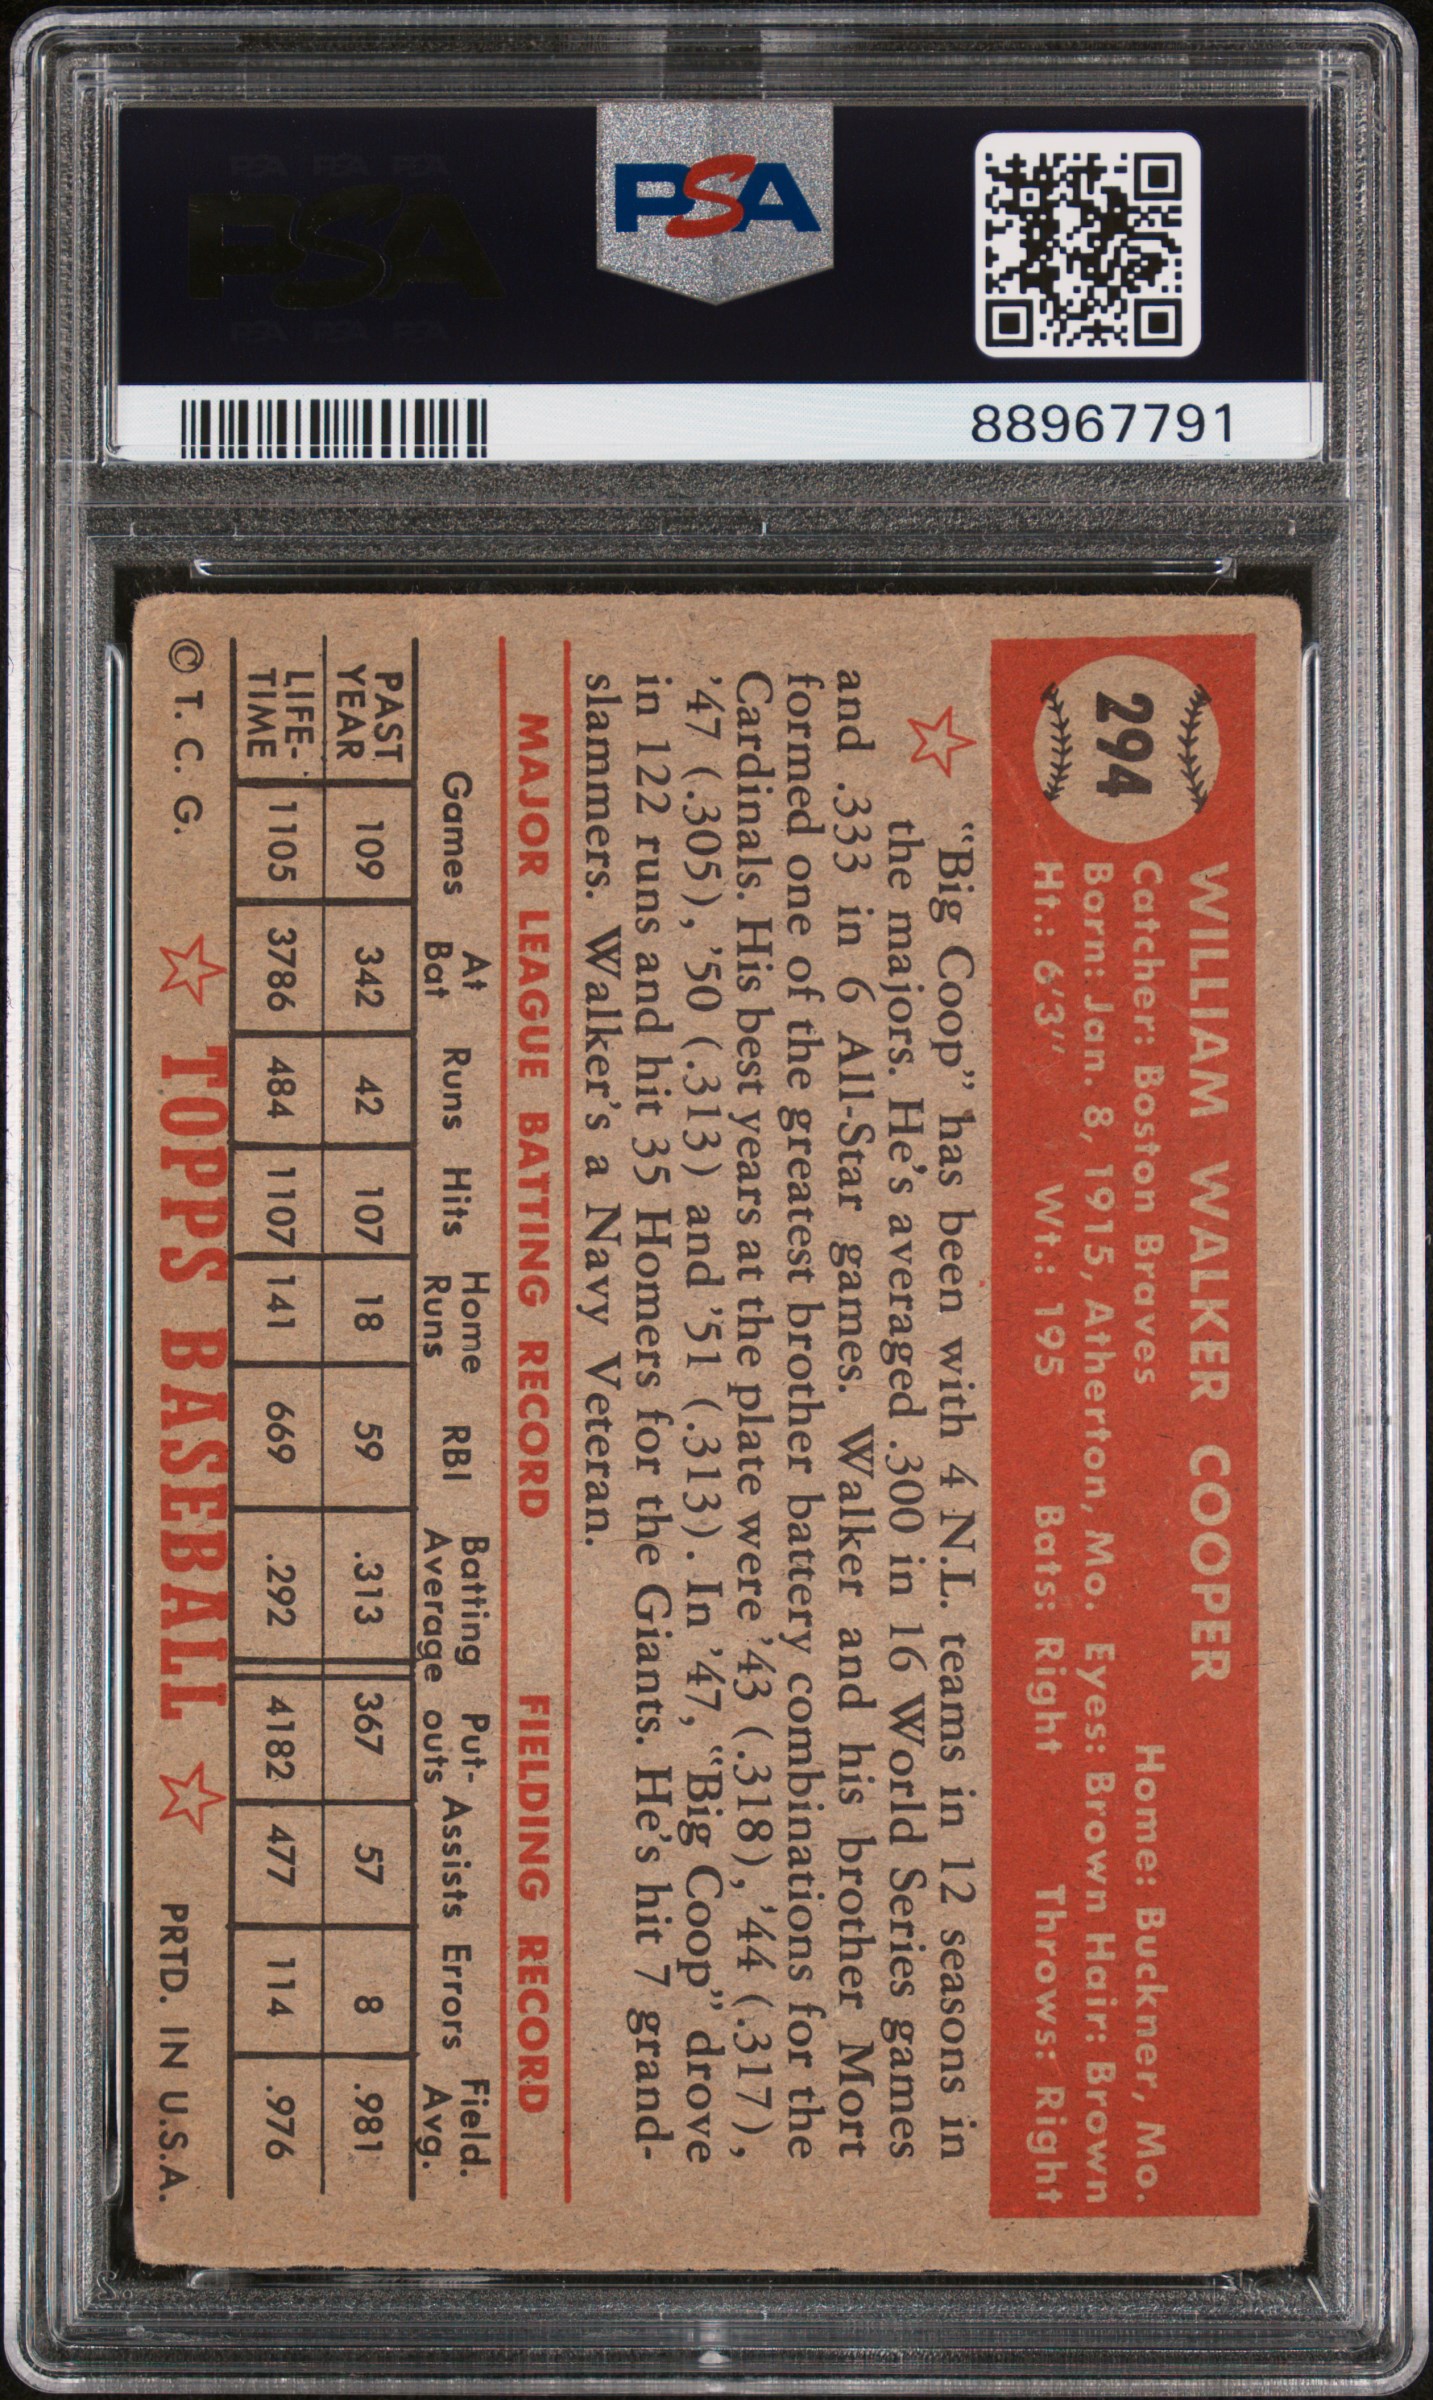 PSA PSA PSA
PSA
PSA PSA PSA
PSA
88967791
294
WILLIAM WALKER COOPER
Catcher: Boston Braves Home: Buckner, Mo.
Born: Jan. 8, 1915, Atherton, Mo. Eyes: Brown Hair: Brown
Ht.: 6'3" Wt.: 195 Bats: Right Throws: Right
"Big Coop" has been with 4 N.L. teams in 12 seasons in
the majors. He's averaged .300 in 16 World Series games
and .333 in 6 All-Star games. Walker and his brother Mort
formed one of the greatest brother battery combinations for the
Cardinals. His best years at the plate were '43 (.318), '44 (.317),
'47 (.305), '50 (.313) and '51 (.313). In '47, "Big Coop" drove
in 122 runs and hit 35 Homers for the Giants. He's hit 7 grand-
slammers. Walker's a Navy Veteran.
MAJOR LEAGUE BATTING RECORD FIELDING RECORD
Games At Bat Runs Hits Home Runs RBI Batting Average Put-outs Assists Errors Field. Avg.
PAST YEAR 109 342 42 107 18 59 .313 367 57 8 .981
LIFE-TIME 1105 3786 484 1107 141 669 .292 4182 477 114 .976
© T. C. G. TOPPS BASEBALL PRTD. IN U.S.A.